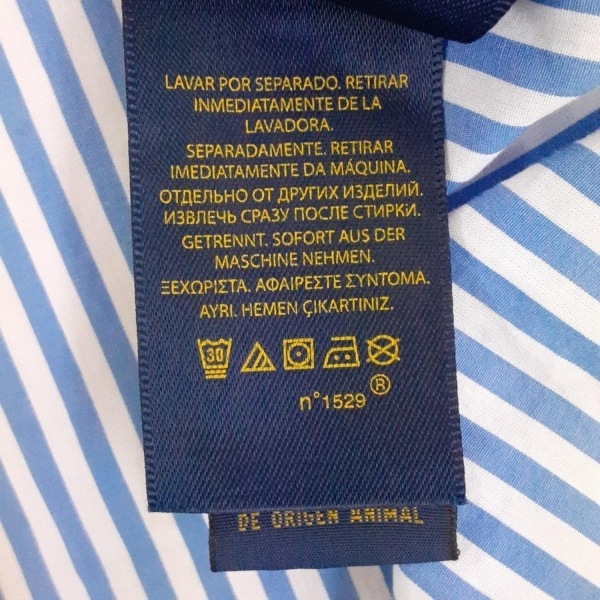 LAVAR POR SEPARADO. RETIRAR
INMEDIATAMENTE DE LA
LAVADORA.
SEPARADAMENTE. RETIRAR
IMEDIATAMENTE DA MÁQUINA.
ОТДЕЛЬНО ОТ ДРУГИХ ИЗДЕЛИЙ.
ИЗВЛЕЧЬ СРАЗУ ПОСЛЕ СТИРКИ.
GETRENNT. SOFORT AUS DER
MASCHINE NEHMEN.
ΞΕΧΩΡΙΣΤΑ. ΑΦΑΙΡΕΣΤΕ ΣΥΝΤΟΜΑ.
AYRI. HEMEN ÇIKARTINIZ.
30
n°1529®
DE ORIGEN ANIMAL